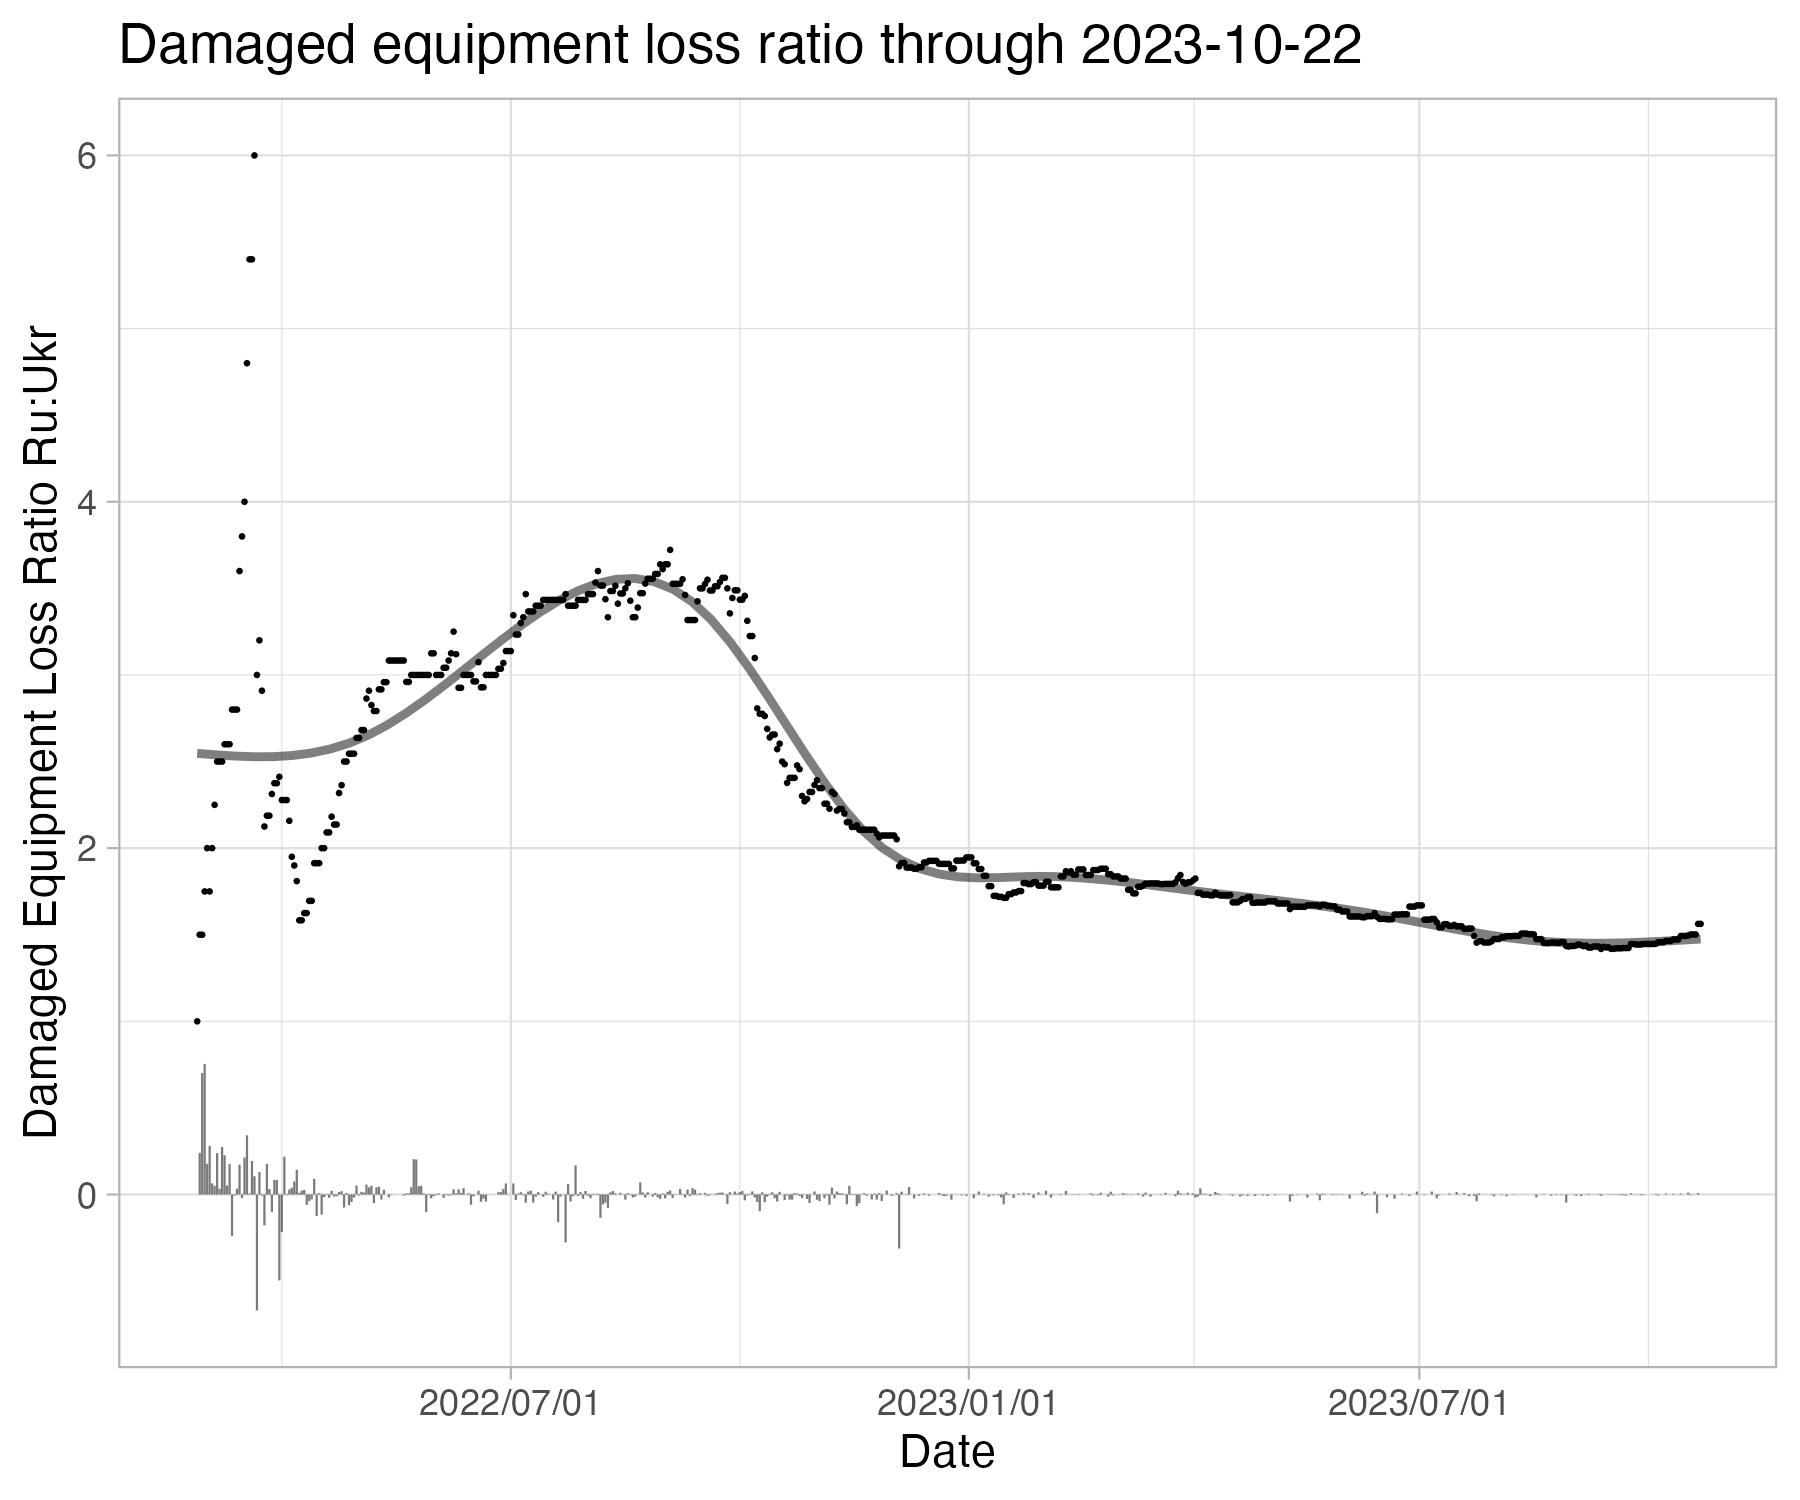 Damaged equipment loss ratio through 2023-10-22
Damaged Equipment Loss Ratio Ru:Ukr
6
4
2
0
2022/07/01
2023/01/01
2023/07/01
Date